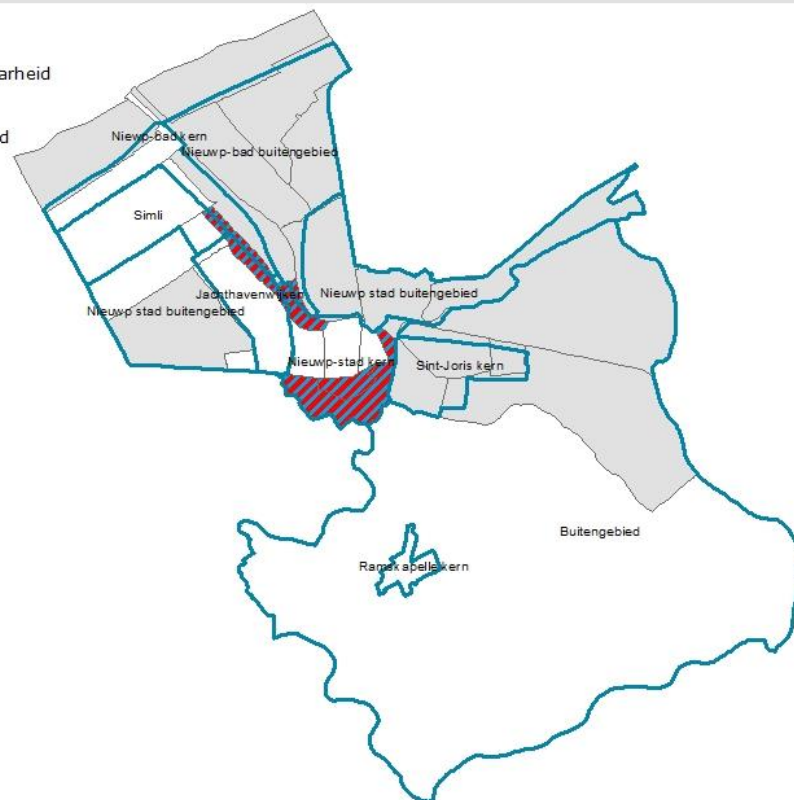 arheid
d
Niewp-bad kern
Nieuwp-bad buitengebied
Simli
Jachthavenwijken
Nieuwp stad buitengebied
Nieuwp stad buitengebied
Nieuwp-stad kern
Sint-Joris kern
Buitengebied
Ramskapelle kern